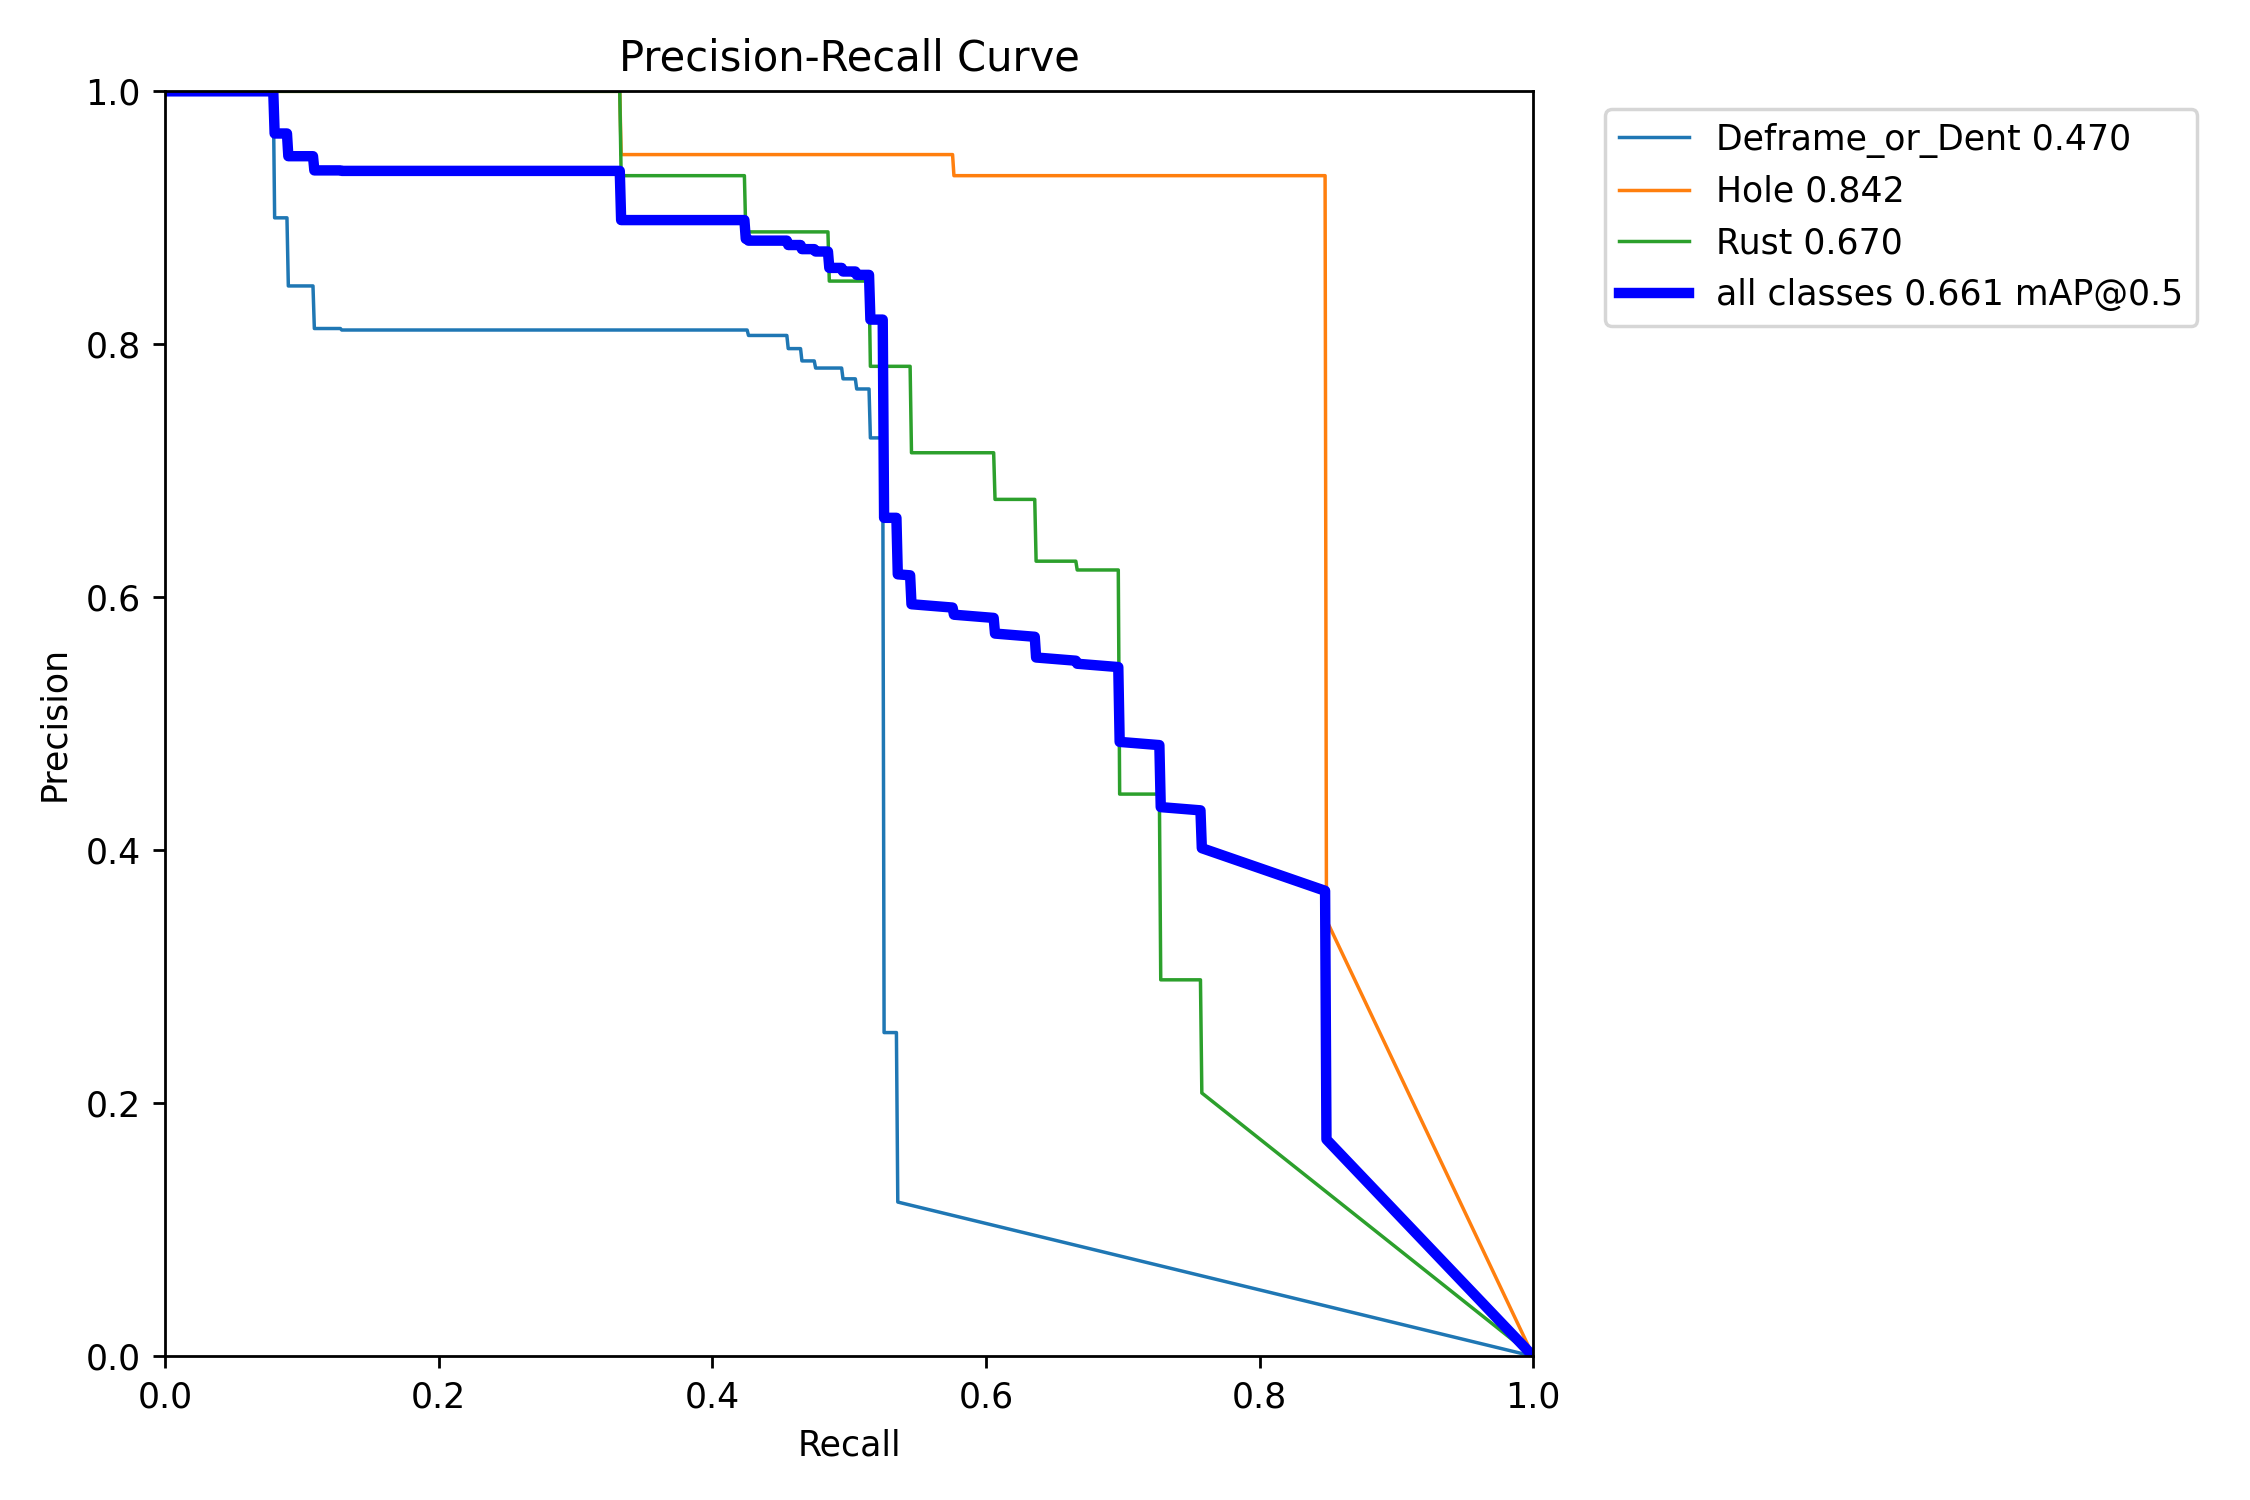 Precision-Recall Curve
1.0
0.8
0.6
0.4
0.2
0.0
Precision
0.0 0.2 0.4 0.6 0.8 1.0
Recall
Deframe_or_Dent 0.470
Hole 0.842
Rust 0.670
all classes 0.661 mAP@0.5